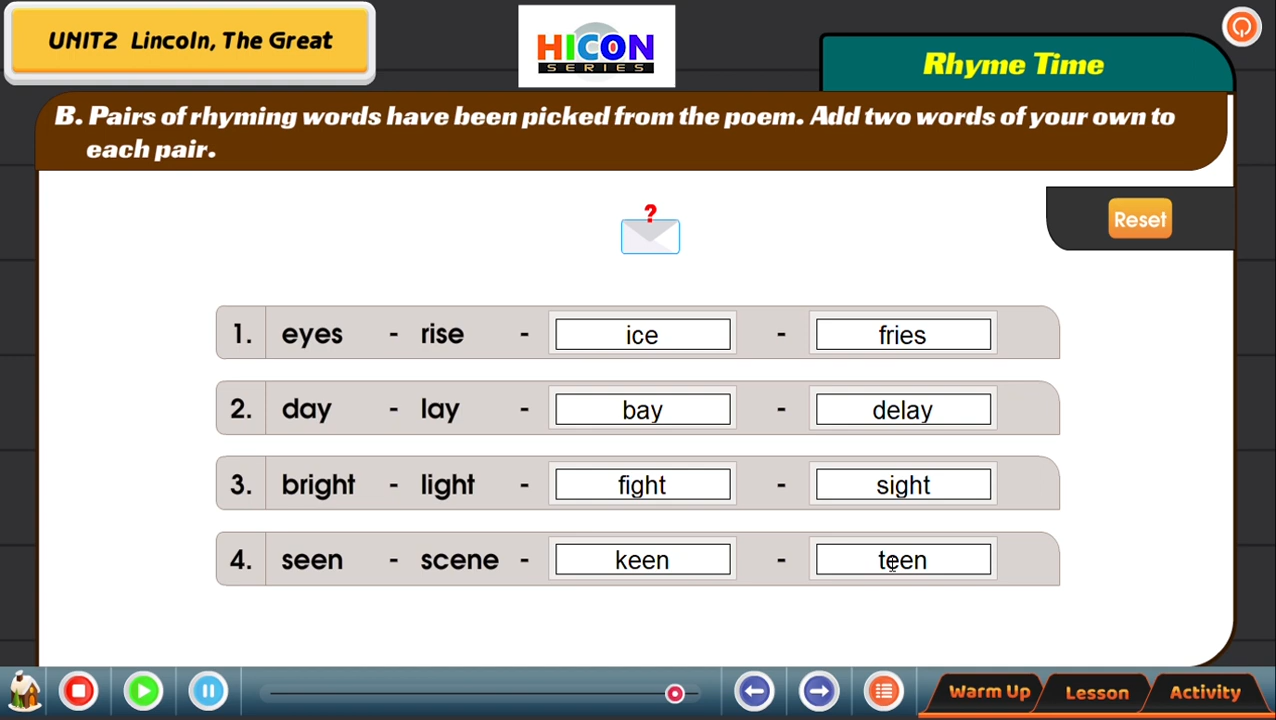 UNIT2 Lincoln, The Great
HICON
SERIES
Rhyme Time
B. Pairs of rhyming words have been picked from the poem. Add two words of your own to
each pair.
?
Reset
1. eyes - rise - ice - fries
2. day - lay - bay - delay
3. bright - light - fight - sight
4. seen - scene - keen - teen
Warm Up Lesson Activity